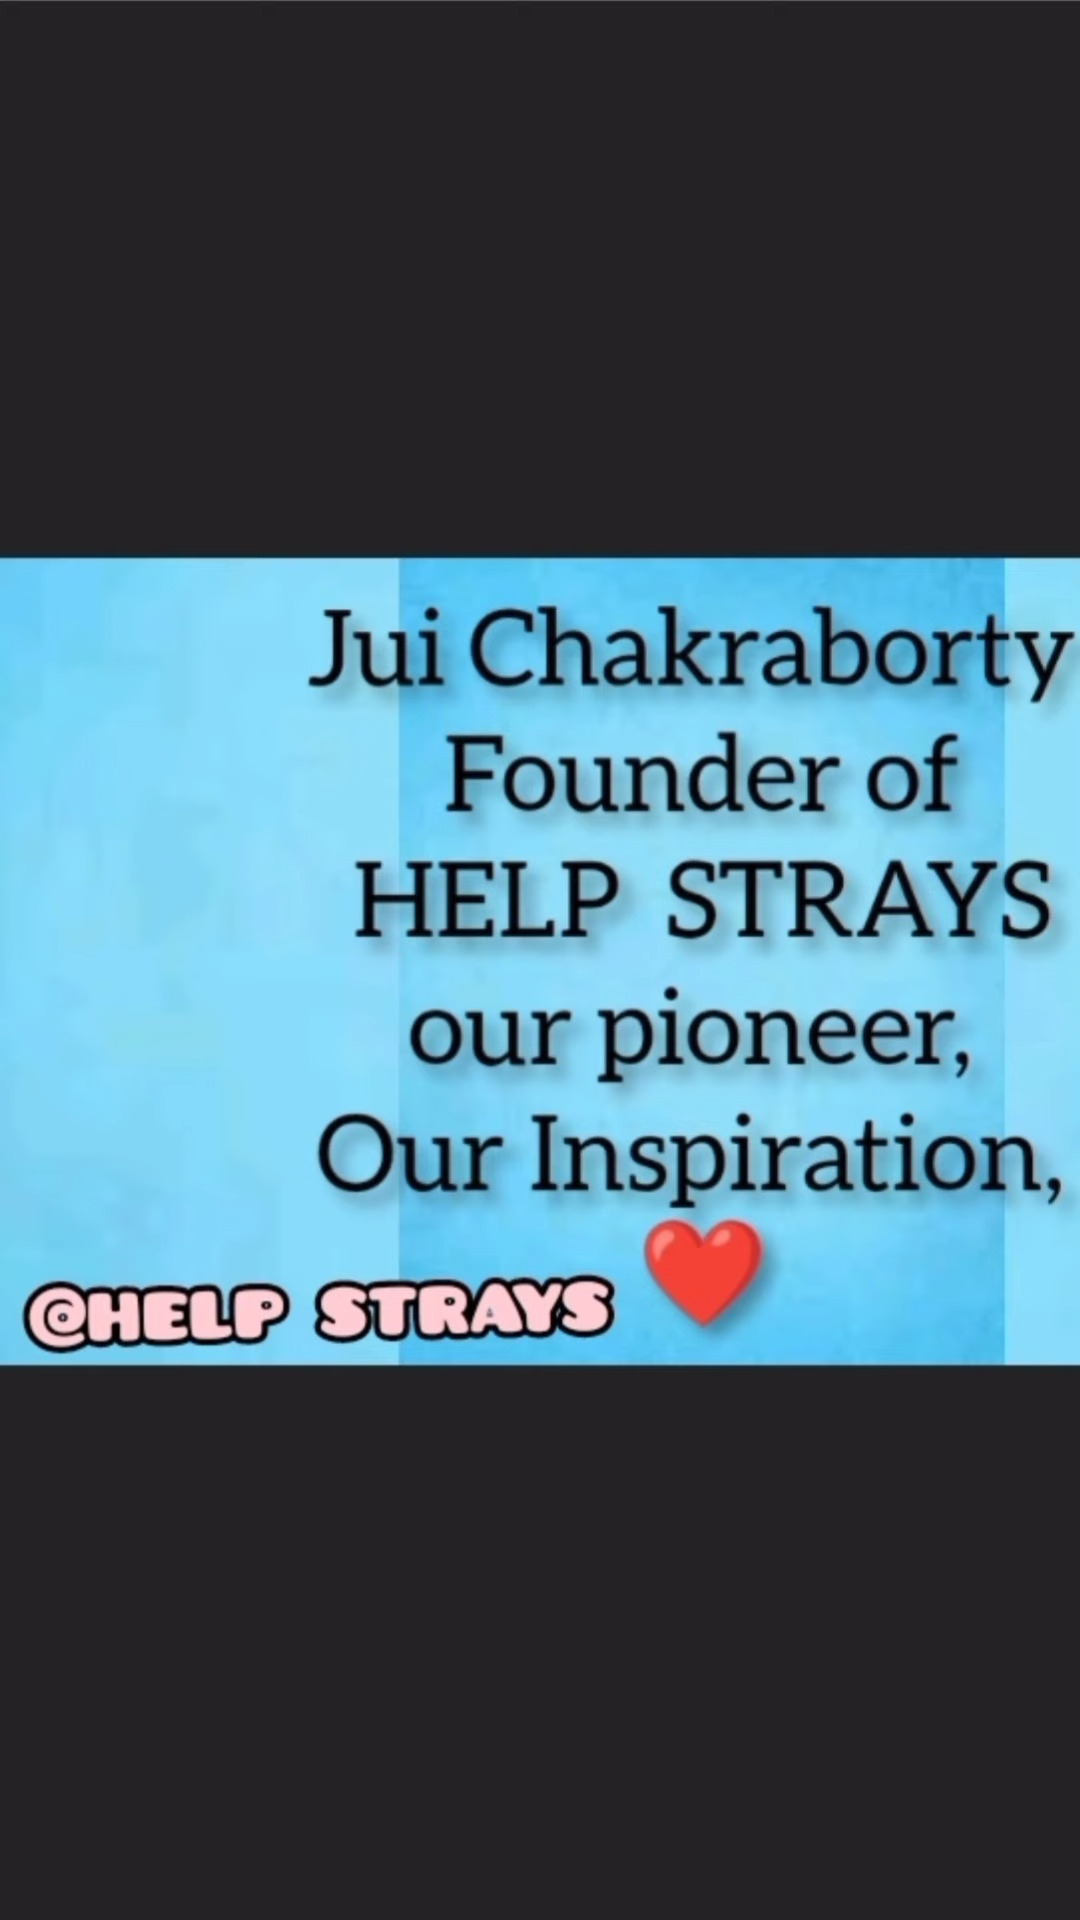 Jui Chakraborty
Founder of
HELP STRAYS
our pioneer,
Our Inspiration,
❤️
@HELP STRAYS